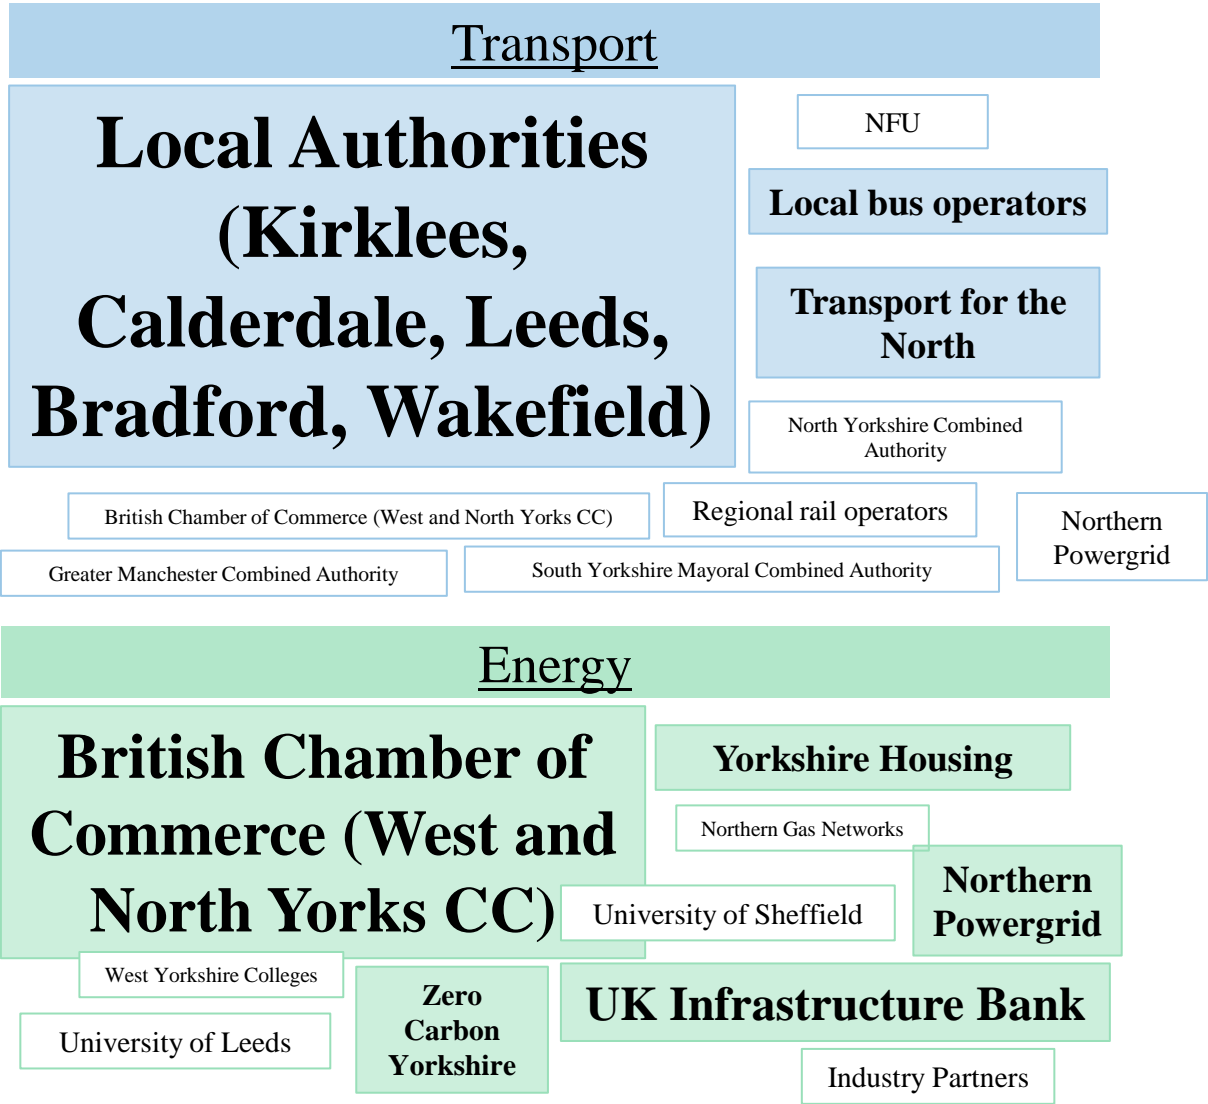 Transport
Local Authorities
(Kirklees,
Calderdale, Leeds,
Bradford, Wakefield)
NFU
Local bus operators
Transport for the
North
North Yorkshire Combined
Authority
British Chamber of Commerce (West and North Yorks CC)
Regional rail operators
Northern
Powergrid
Greater Manchester Combined Authority
South Yorkshire Mayoral Combined Authority
Energy
British Chamber of
Commerce (West and
North Yorks CC)
Yorkshire Housing
Northern Gas Networks
Northern
Powergrid
University of Sheffield
West Yorkshire Colleges
Zero
Carbon
Yorkshire
UK Infrastructure Bank
University of Leeds
Industry Partners